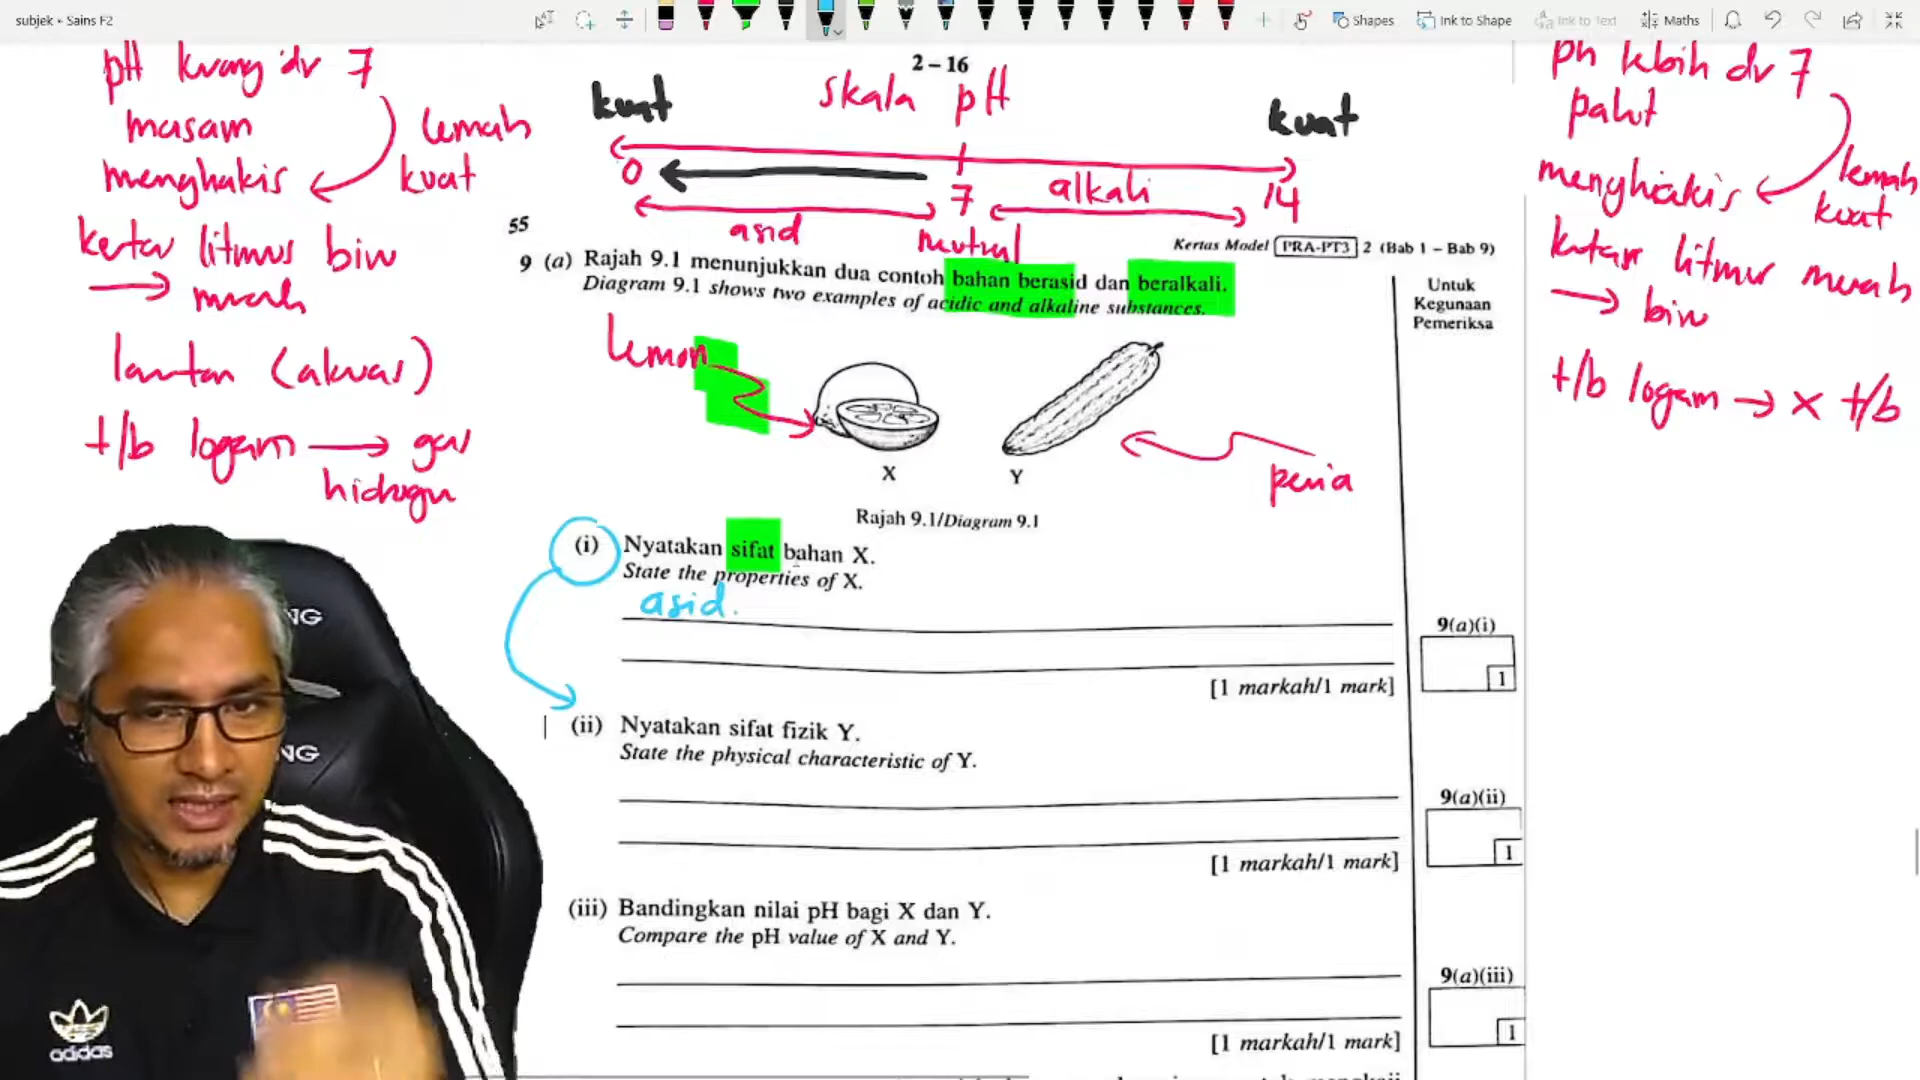 subjek • Sains F2
Shapes
Ink to Shape
Ink to Text
Maths
2 – 16
pH kurang dr 7
masam
menghakis
lemah
kuat
kertas litmus biru
→ merah
larutan (akuas)
t/b logam → gas
hidrogen
kuat
skala pH
kuat
0
7
14
asid
neutral
alkali
pH lebih dr 7
pahit
menghakis
lemah
kuat
kertas litmus merah
→ biru
t/b logam → x t/b
55
Kertas Model PRA-PT3 2 (Bab 1 – Bab 9)
9 (a) Rajah 9.1 menunjukkan dua contoh bahan berasid dan beralkali.
Diagram 9.1 shows two examples of acidic and alkaline substances.
Untuk
Kegunaan
Pemeriksa
lemon
peria
X
Y
Rajah 9.1/Diagram 9.1
(i) Nyatakan sifat bahan X.
State the properties of X.
asid.
9(a)(i)
1
[1 markah/1 mark]
(ii) Nyatakan sifat fizik Y.
State the physical characteristic of Y.
9(a)(ii)
1
[1 markah/1 mark]
(iii) Bandingkan nilai pH bagi X dan Y.
Compare the pH value of X and Y.
9(a)(iii)
1
[1 markah/1 mark]
NG
NG
adidas